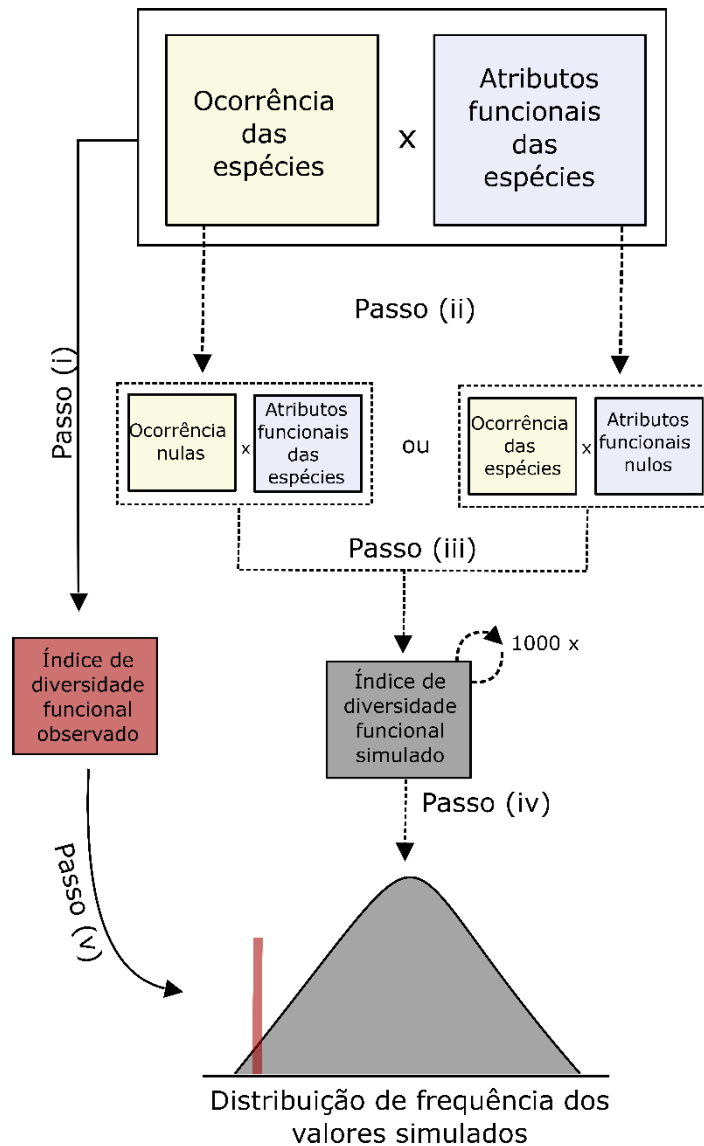 Ocorrência
das
espécies
x
Atributos
funcionais
das
espécies
Passo (i)
Passo (ii)
Ocorrência
nulas
x
Atributos
funcionais
das
espécies
ou
Ocorrência
das
espécies
x
Atributos
funcionais
nulos
Passo (iii)
Índice de
diversidade
funcional
observado
Índice de
diversidade
funcional
simulado
1000 x
Passo (iv)
Passo (v)
Distribuição de frequência dos
valores simulados